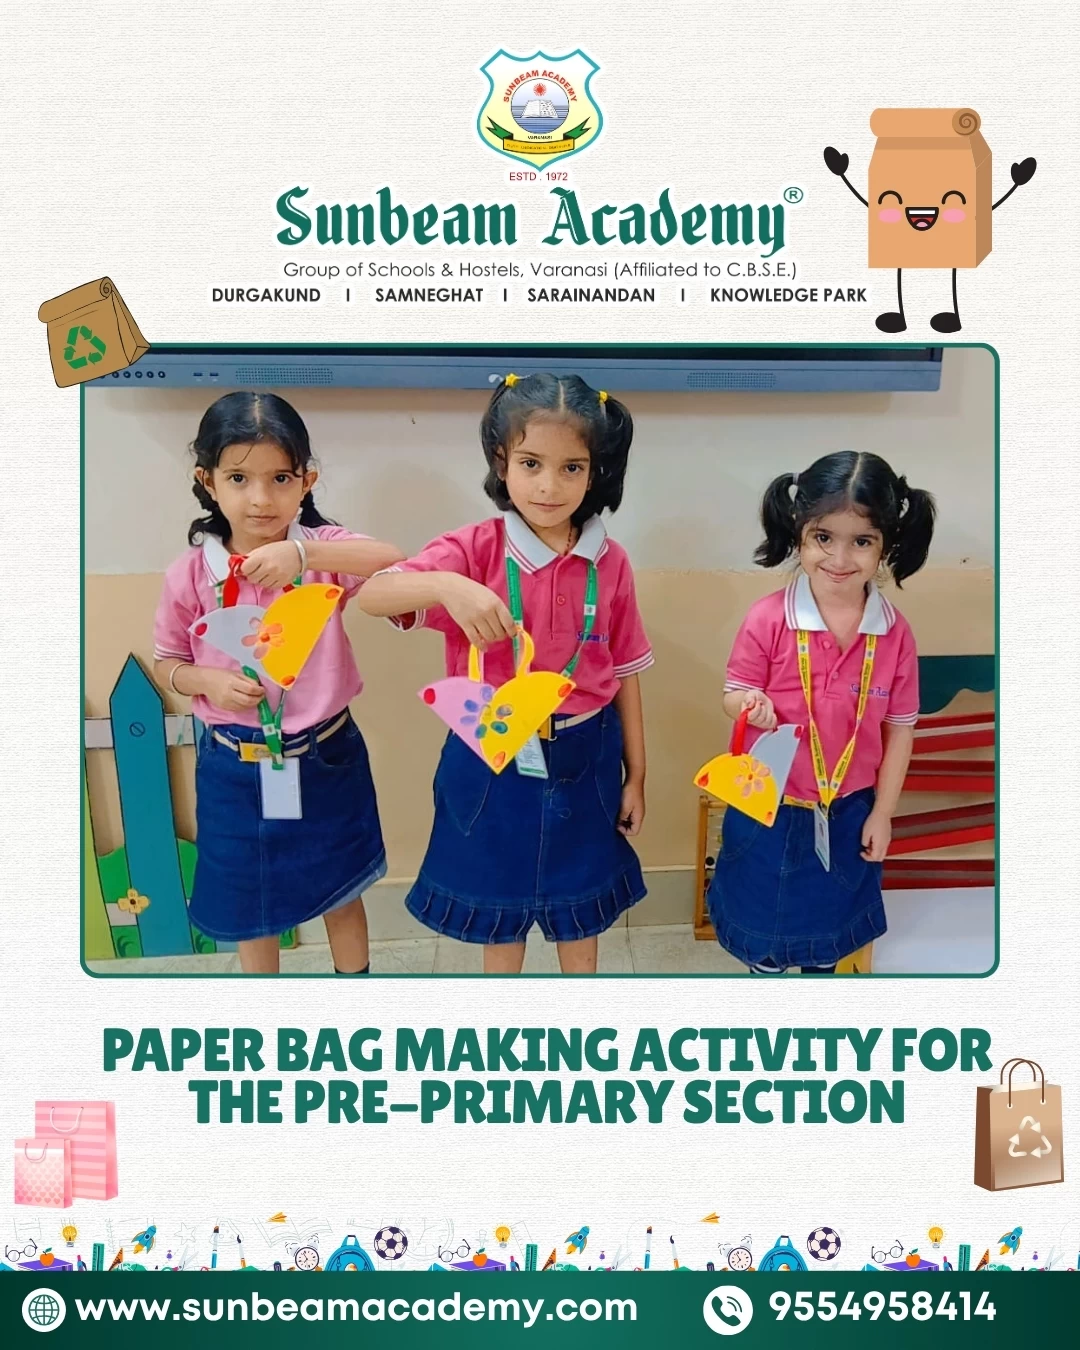 SUNBEAM ACADEMY
VARANASI
ESTD . 1972
Sunbeam Academy®
Group of Schools & Hostels, Varanasi (Affiliated to C.B.S.E.)
DURGAKUND I SAMNEGHAT I SARAINANDAN I KNOWLEDGE PARK
PAPER BAG MAKING ACTIVITY FOR
THE PRE-PRIMARY SECTION
www.sunbeamacademy.com 9554958414